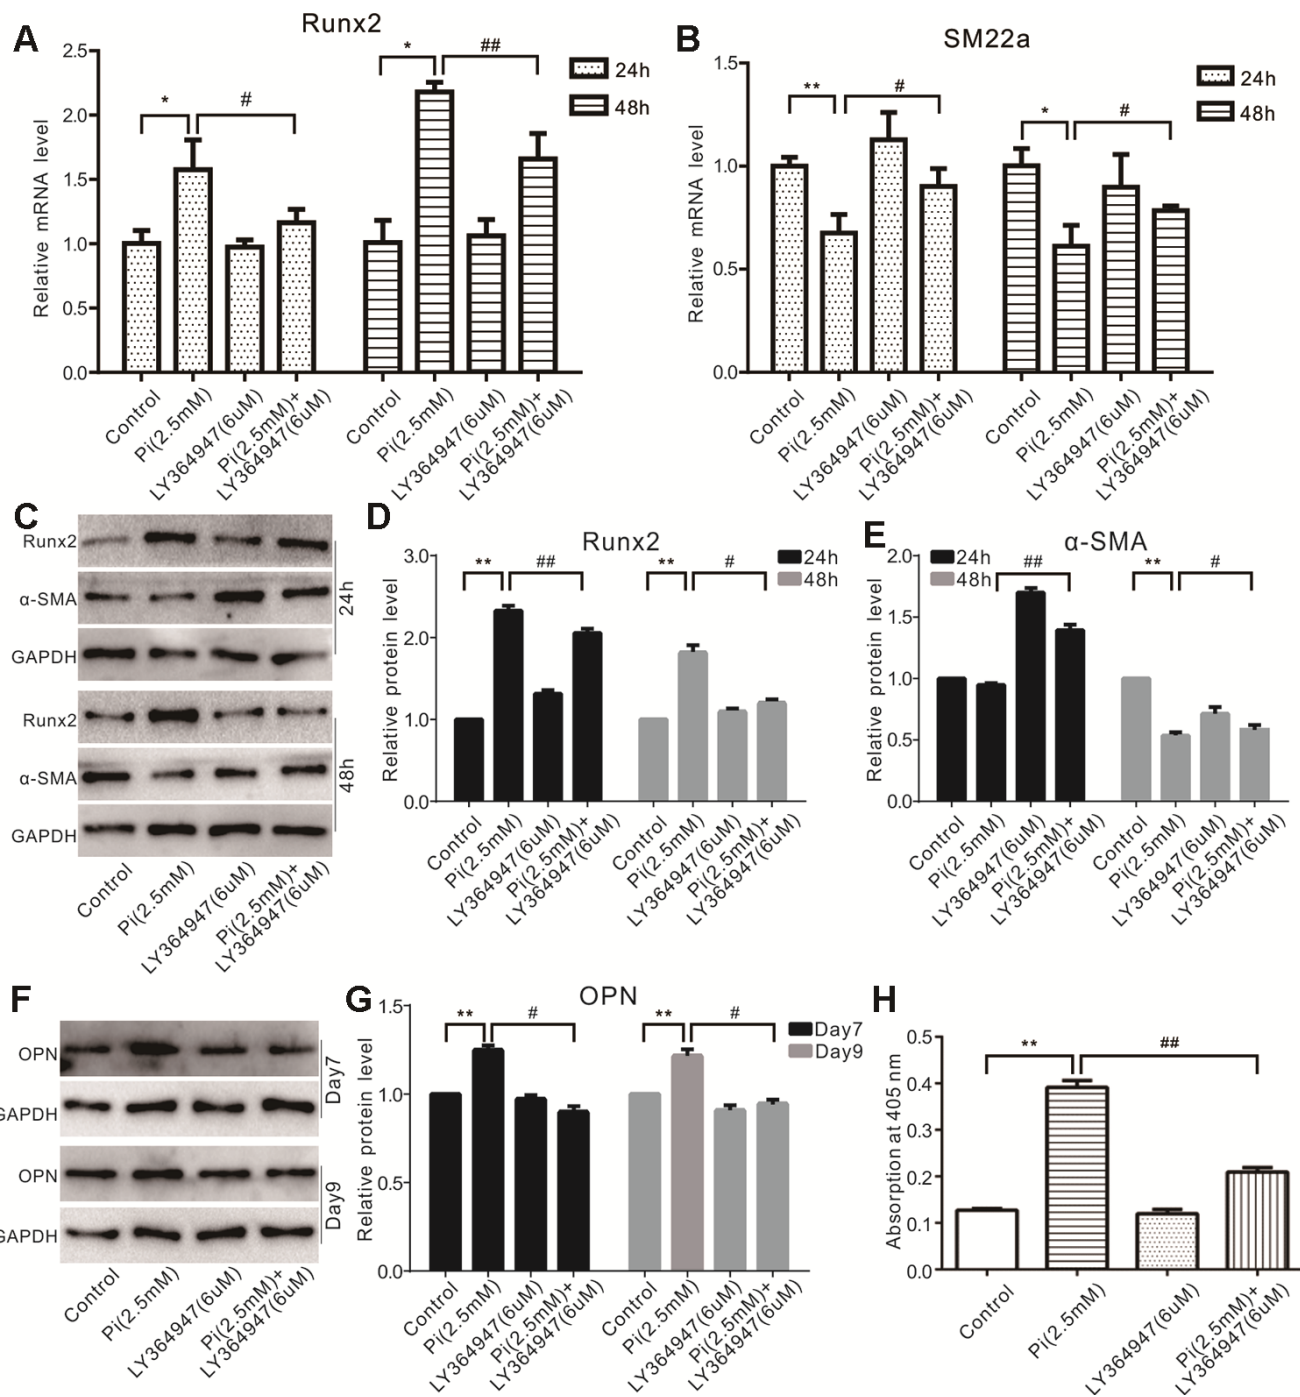 A
Runx2
Relative mRNA level
2.5
2.0
1.5
1.0
0.5
0.0
*
#
*
##
24h
48h
Control
Pi(2.5mM)
LY364947(6uM)
Pi(2.5mM)+
LY364947(6uM)
Control
Pi(2.5mM)
LY364947(6uM)
Pi(2.5mM)+
LY364947(6uM)
B
SM22a
Relative mRNA level
1.5
1.0
0.5
0.0
**
#
*
#
24h
48h
Control
Pi(2.5mM)
LY364947(6uM)
Pi(2.5mM)+
LY364947(6uM)
Control
Pi(2.5mM)
LY364947(6uM)
Pi(2.5mM)+
LY364947(6uM)
C
Runx2
α-SMA
GAPDH
24h
Runx2
α-SMA
GAPDH
48h
Control
Pi(2.5mM)
LY364947(6uM)
Pi(2.5mM)+
LY364947(6uM)
D
Runx2
Relative protein level
3.0
2.0
1.0
0.0
**
##
**
#
24h
48h
Control
Pi(2.5mM)
LY364947(6uM)
Pi(2.5mM)+
LY364947(6uM)
Control
Pi(2.5mM)
LY364947(6uM)
Pi(2.5mM)+
LY364947(6uM)
E
α-SMA
Relative protein level
2.0
1.5
1.0
0.5
0.0
24h
48h
##
**
#
Control
Pi(2.5mM)
LY364947(6uM)
Pi(2.5mM)+
LY364947(6uM)
Control
Pi(2.5mM)
LY364947(6uM)
Pi(2.5mM)+
LY364947(6uM)
F
OPN
GAPDH
Day7
OPN
GAPDH
Day9
Control
Pi(2.5mM)
LY364947(6uM)
Pi(2.5mM)+
LY364947(6uM)
G
OPN
Relative protein level
1.5
1.0
0.5
0.0
**
#
**
#
Day7
Day9
Control
Pi(2.5mM)
LY364947(6uM)
Pi(2.5mM)+
LY364947(6uM)
Control
Pi(2.5mM)
LY364947(6uM)
Pi(2.5mM)+
LY364947(6uM)
H
Absorption at 405 nm
0.5
0.4
0.3
0.2
0.1
0.0
**
##
Control
Pi(2.5mM)
LY364947(6uM)
Pi(2.5mM)+
LY364947(6uM)